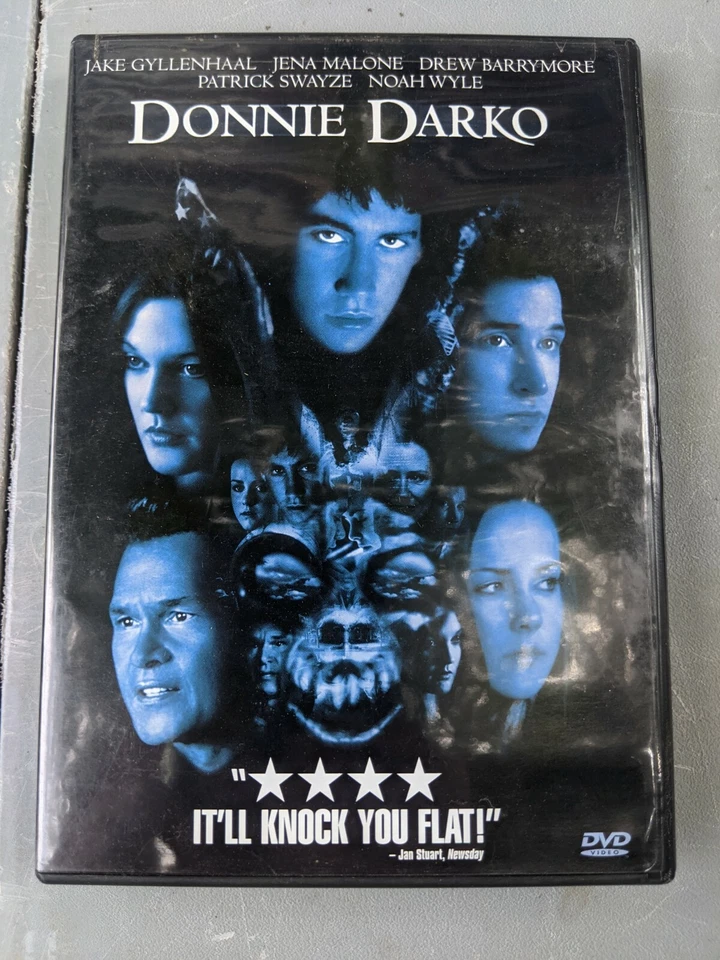 JAKE GYLLENHAAL JENA MALONE DREW BARRYMORE
PATRICK SWAYZE NOAH WYLE
DONNIE DARKO
"★★★★
IT'LL KNOCK YOU FLAT!"
– Jan Stuart, Newsday
DVD
VIDEO